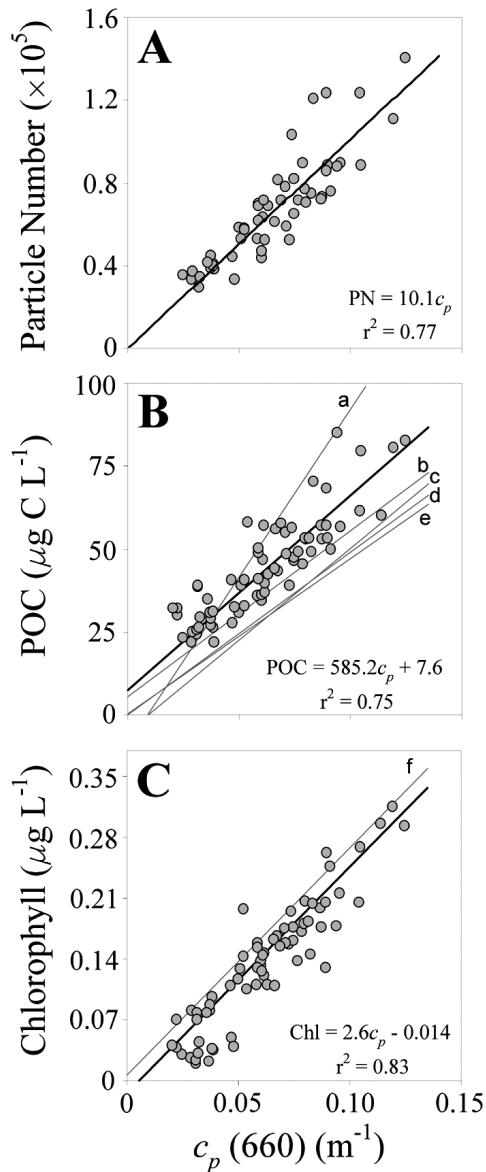 A
Particle Number (×10⁵)
1.6
1.2
0.8
0.4
0
PN = 10.1cₚ
r² = 0.77
B
POC (µg C L⁻¹)
100
75
50
25
0
a
b
c
d
e
POC = 585.2cₚ + 7.6
r² = 0.75
C
Chlorophyll (µg L⁻¹)
0.35
0.28
0.21
0.14
0.07
0
f
Chl = 2.6cₚ - 0.014
r² = 0.83
0 0.05 0.10 0.15
cₚ (660) (m⁻¹)